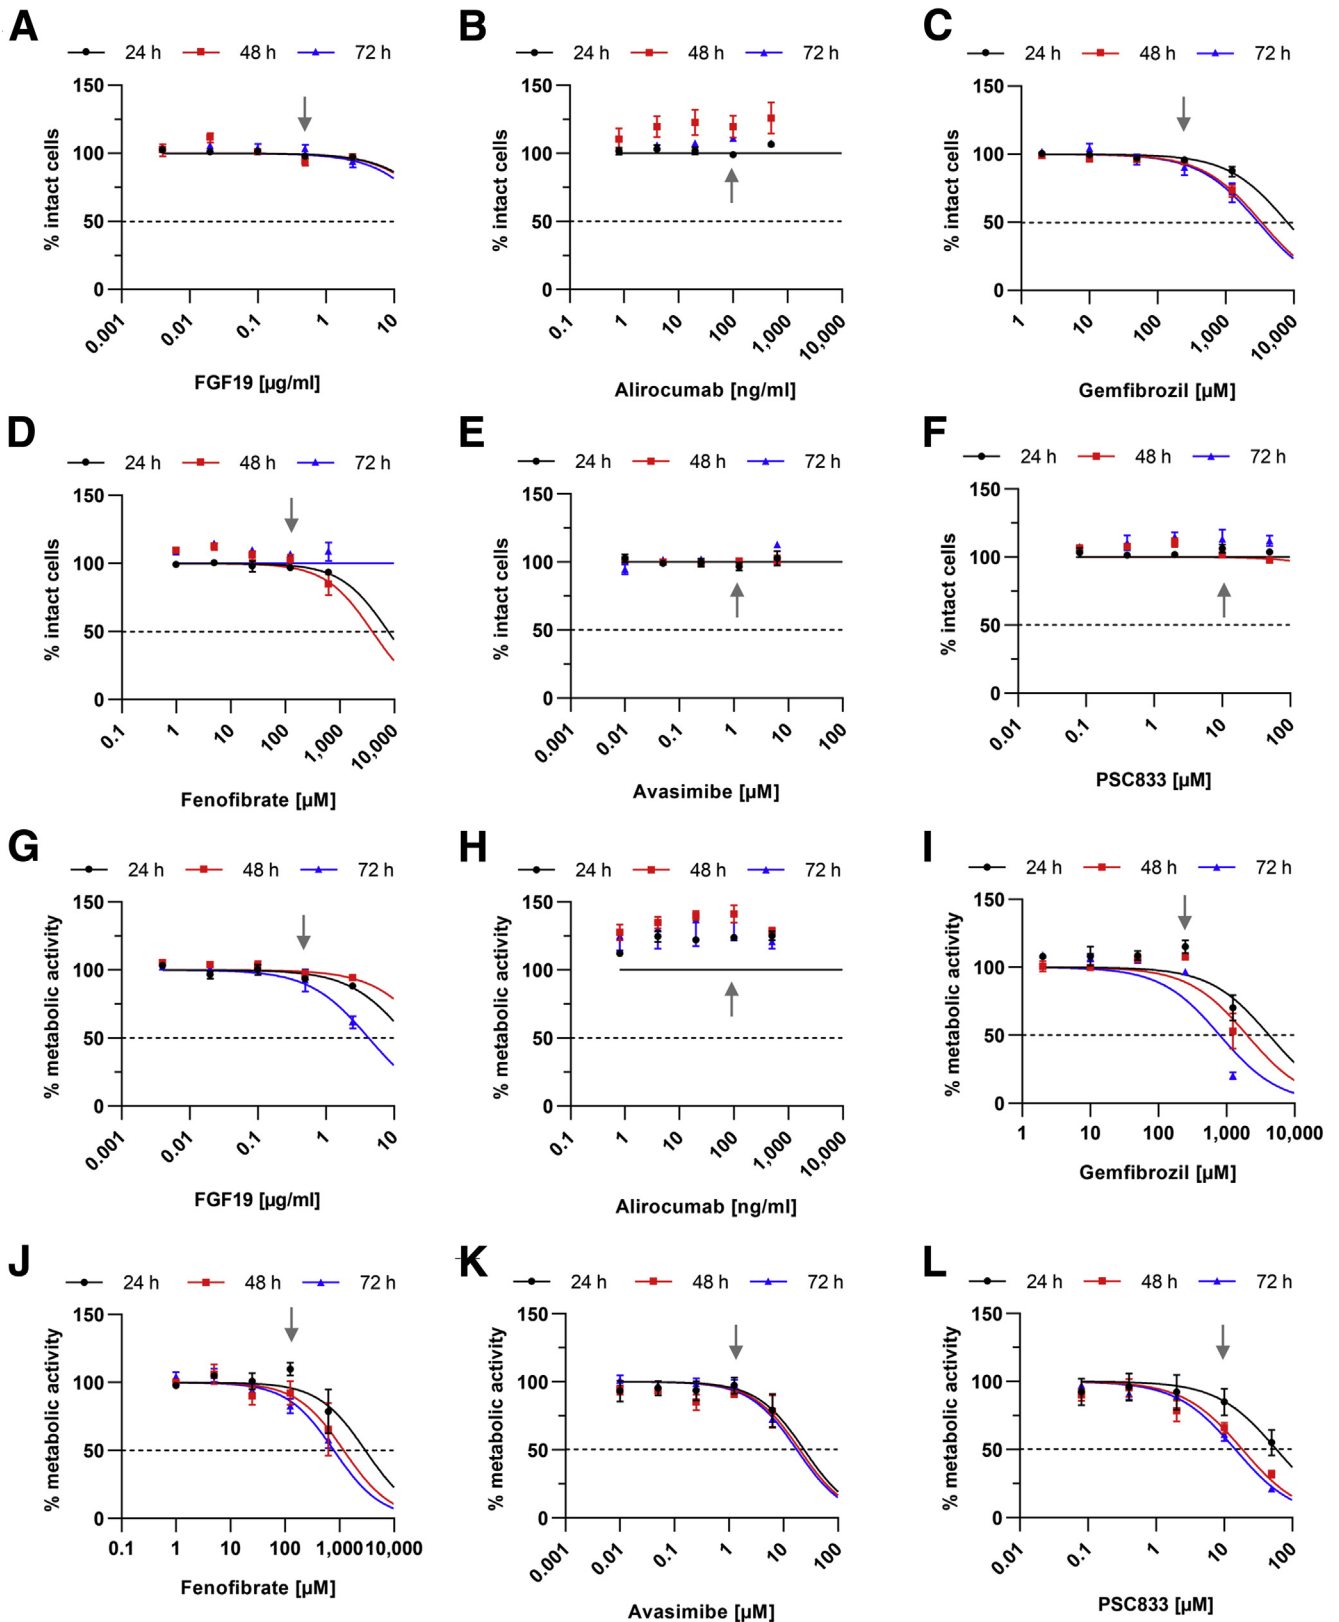 A
24 h 48 h 72 h
150
100
50
0
% intact cells
0.001 0.01 0.1 1 10
FGF19 [µg/ml]
B
24 h 48 h 72 h
150
100
50
0
% intact cells
0.1 1 10 100 1,000 10,000
Alirocumab [ng/ml]
C
24 h 48 h 72 h
150
100
50
0
% intact cells
1 10 100 1,000 10,000
Gemfibrozil [µM]
D
24 h 48 h 72 h
150
100
50
0
% intact cells
0.1 1 10 100 1,000 10,000
Fenofibrate [µM]
E
24 h 48 h 72 h
150
100
50
0
% intact cells
0.001 0.01 0.1 1 10 100
Avasimibe [µM]
F
24 h 48 h 72 h
150
100
50
0
% intact cells
0.01 0.1 1 10 100
PSC833 [µM]
G
24 h 48 h 72 h
150
100
50
0
% metabolic activity
0.001 0.01 0.1 1 10
FGF19 [µg/ml]
H
24 h 48 h 72 h
150
100
50
0
% metabolic activity
0.1 1 10 100 1,000 10,000
Alirocumab [ng/ml]
I
24 h 48 h 72 h
150
100
50
0
% metabolic activity
1 10 100 1,000 10,000
Gemfibrozil [µM]
J
24 h 48 h 72 h
150
100
50
0
% metabolic activity
0.1 1 10 100 1,000 10,000
Fenofibrate [µM]
K
24 h 48 h 72 h
150
100
50
0
% metabolic activity
0.001 0.01 0.1 1 10 100
Avasimibe [µM]
L
24 h 48 h 72 h
150
100
50
0
% metabolic activity
0.01 0.1 1 10 100
PSC833 [µM]